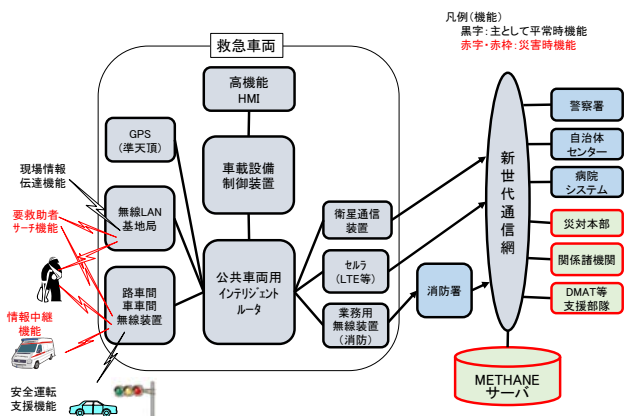 凡例(機能)
黒字:主として平常時機能
赤字・赤枠:災害時機能
救急車両
高機能
HMI
GPS
(準天頂)
車載設備
制御装置
無線LAN
基地局
路車間
車車間
無線装置
公共車両用
インテリジェント
ルータ
衛星通信
装置
セルラ
(LTE等)
業務用
無線装置
(消防)
消防署
新世代通信網
警察署
自治体
センター
病院
システム
災対本部
関係諸機関
DMAT等
支援部隊
METHANE
サーバ
現場情報
伝達機能
要救助者
サーチ機能
情報中継
機能
安全運転
支援機能